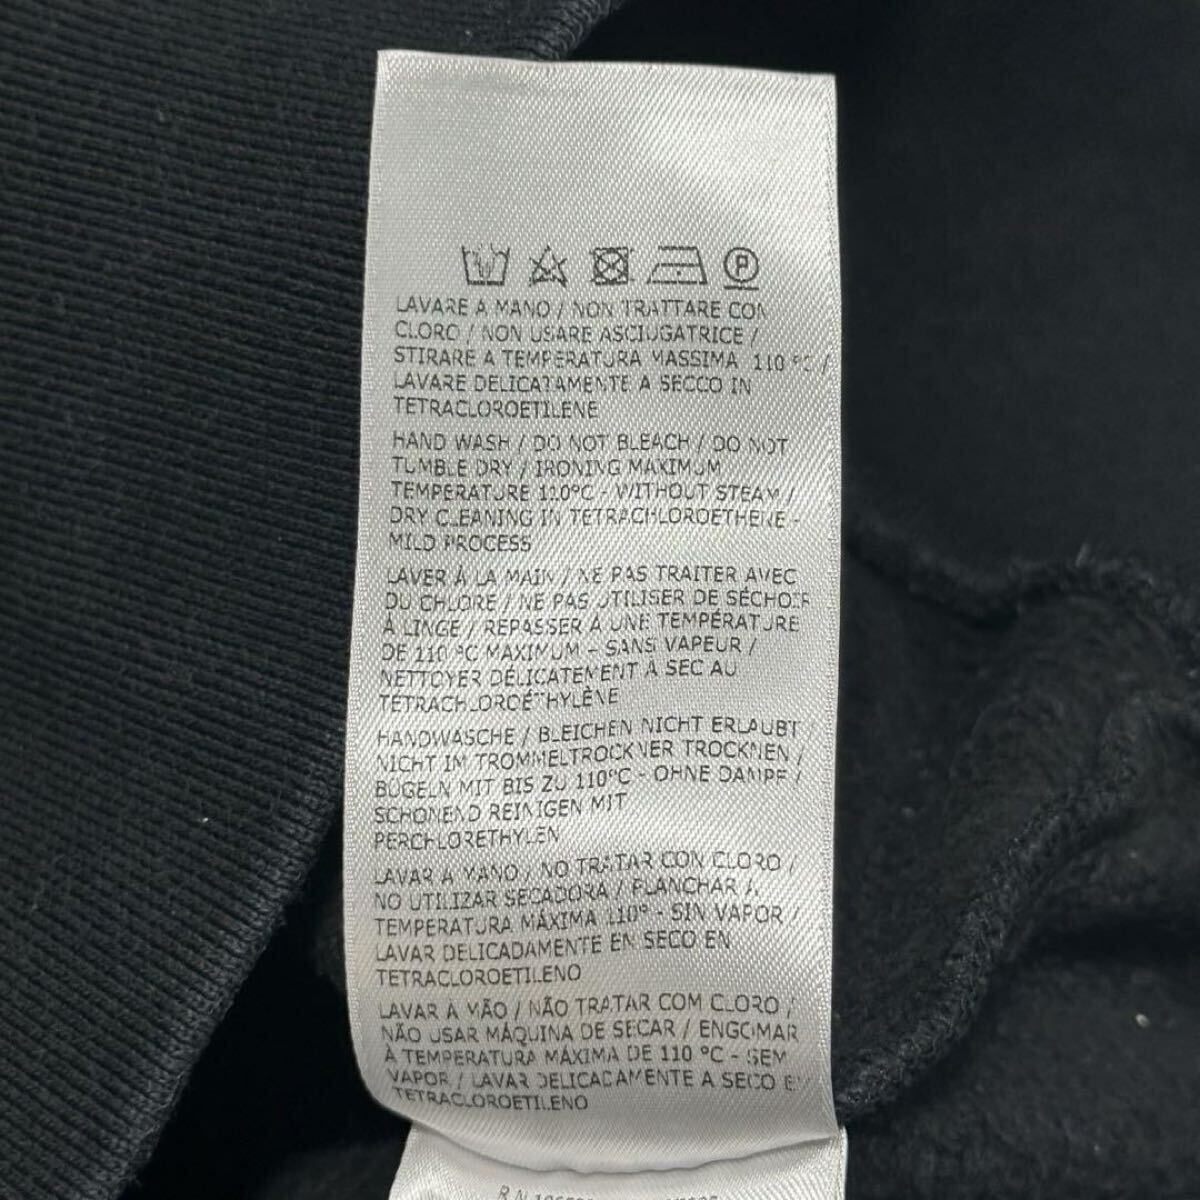 P
LAVARE A MANO / NON TRATTARE CON
CLORO / NON USARE ASCIUGATRICE /
STIRARE A TEMPERATURA MASSIMA 110 °C /
LAVARE DELICATAMENTE A SECCO IN
TETRACLOROETILENE
HAND WASH / DO NOT BLEACH / DO NOT
TUMBLE DRY / IRONING MAXIMUM
TEMPERATURE 110°C - WITHOUT STEAM /
DRY CLEANING IN TETRACHLOROETHENE -
MILD PROCESS
LAVER À LA MAIN / NE PAS TRAITER AVEC
DU CHLORE / NE PAS UTILISER DE SÉCHOIR
À LINGE / REPASSER À UNE TEMPÉRATURE
DE 110 °C MAXIMUM - SANS VAPEUR /
NETTOYER DÉLICATEMENT À SEC AU
TÉTRACHLOROÉTHYLÈNE
HANDWÄSCHE / BLEICHEN NICHT ERLAUBT /
NICHT IM TROMMELTROCKNER TROCKNEN /
BÜGELN MIT BIS ZU 110°C - OHNE DAMPF /
SCHONEND REINIGEN MIT
PERCHLORETHYLEN
LAVAR A MANO / NO TRATAR CON CLORO /
NO UTILIZAR SECADORA / PLANCHAR A
TEMPERATURA MÁXIMA 110° - SIN VAPOR /
LAVAR DELICADAMENTE EN SECO EN
TETRACLOROETILENO
LAVAR À MÃO / NÃO TRATAR COM CLORO /
NÃO USAR MÁQUINA DE SECAR / ENGOMAR
À TEMPERATURA MÁXIMA DE 110 °C - SEM
VAPOR / LAVAR DELICADAMENTE A SECO EM
TETRACLOROETILENO